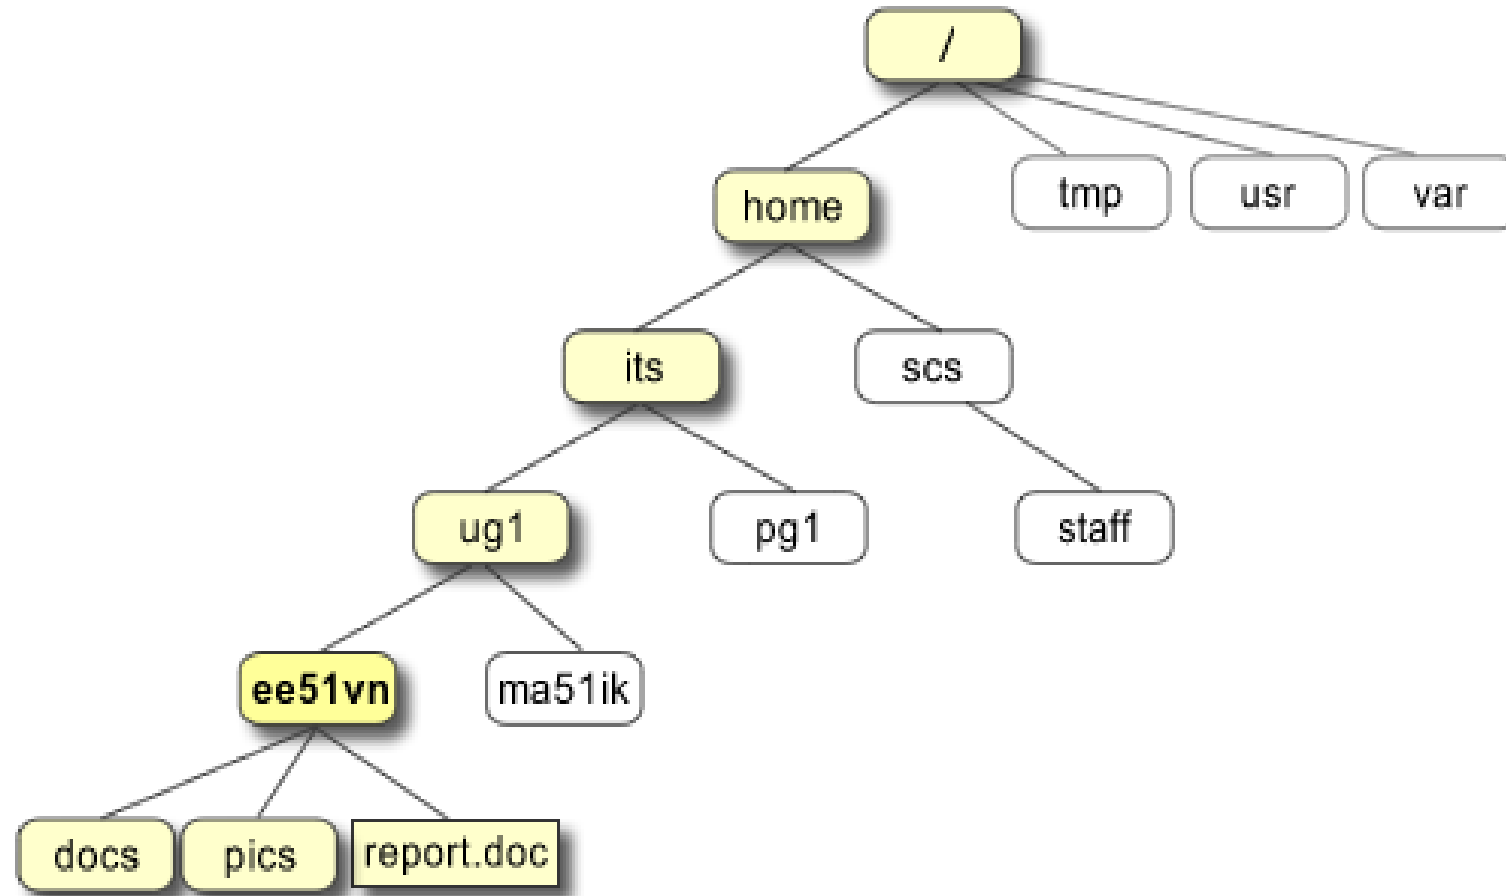 /
home
tmp
usr
var
its
scs
ug1
pg1
staff
ee51vn
ma51ik
docs
pics
report.doc